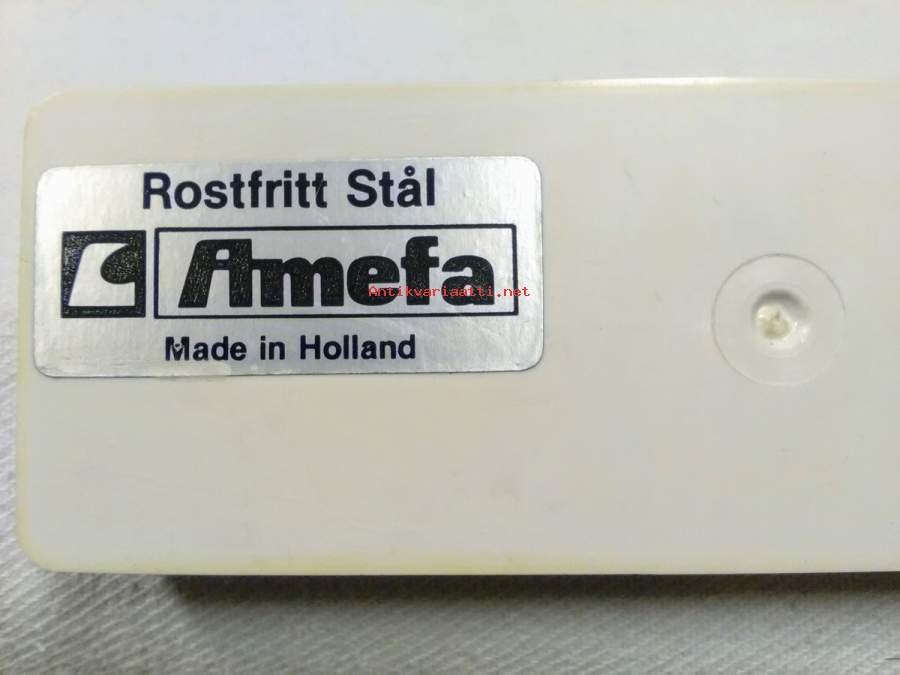 Rostfritt Stål
Amefa
Antikvariaatti.net
Made in Holland